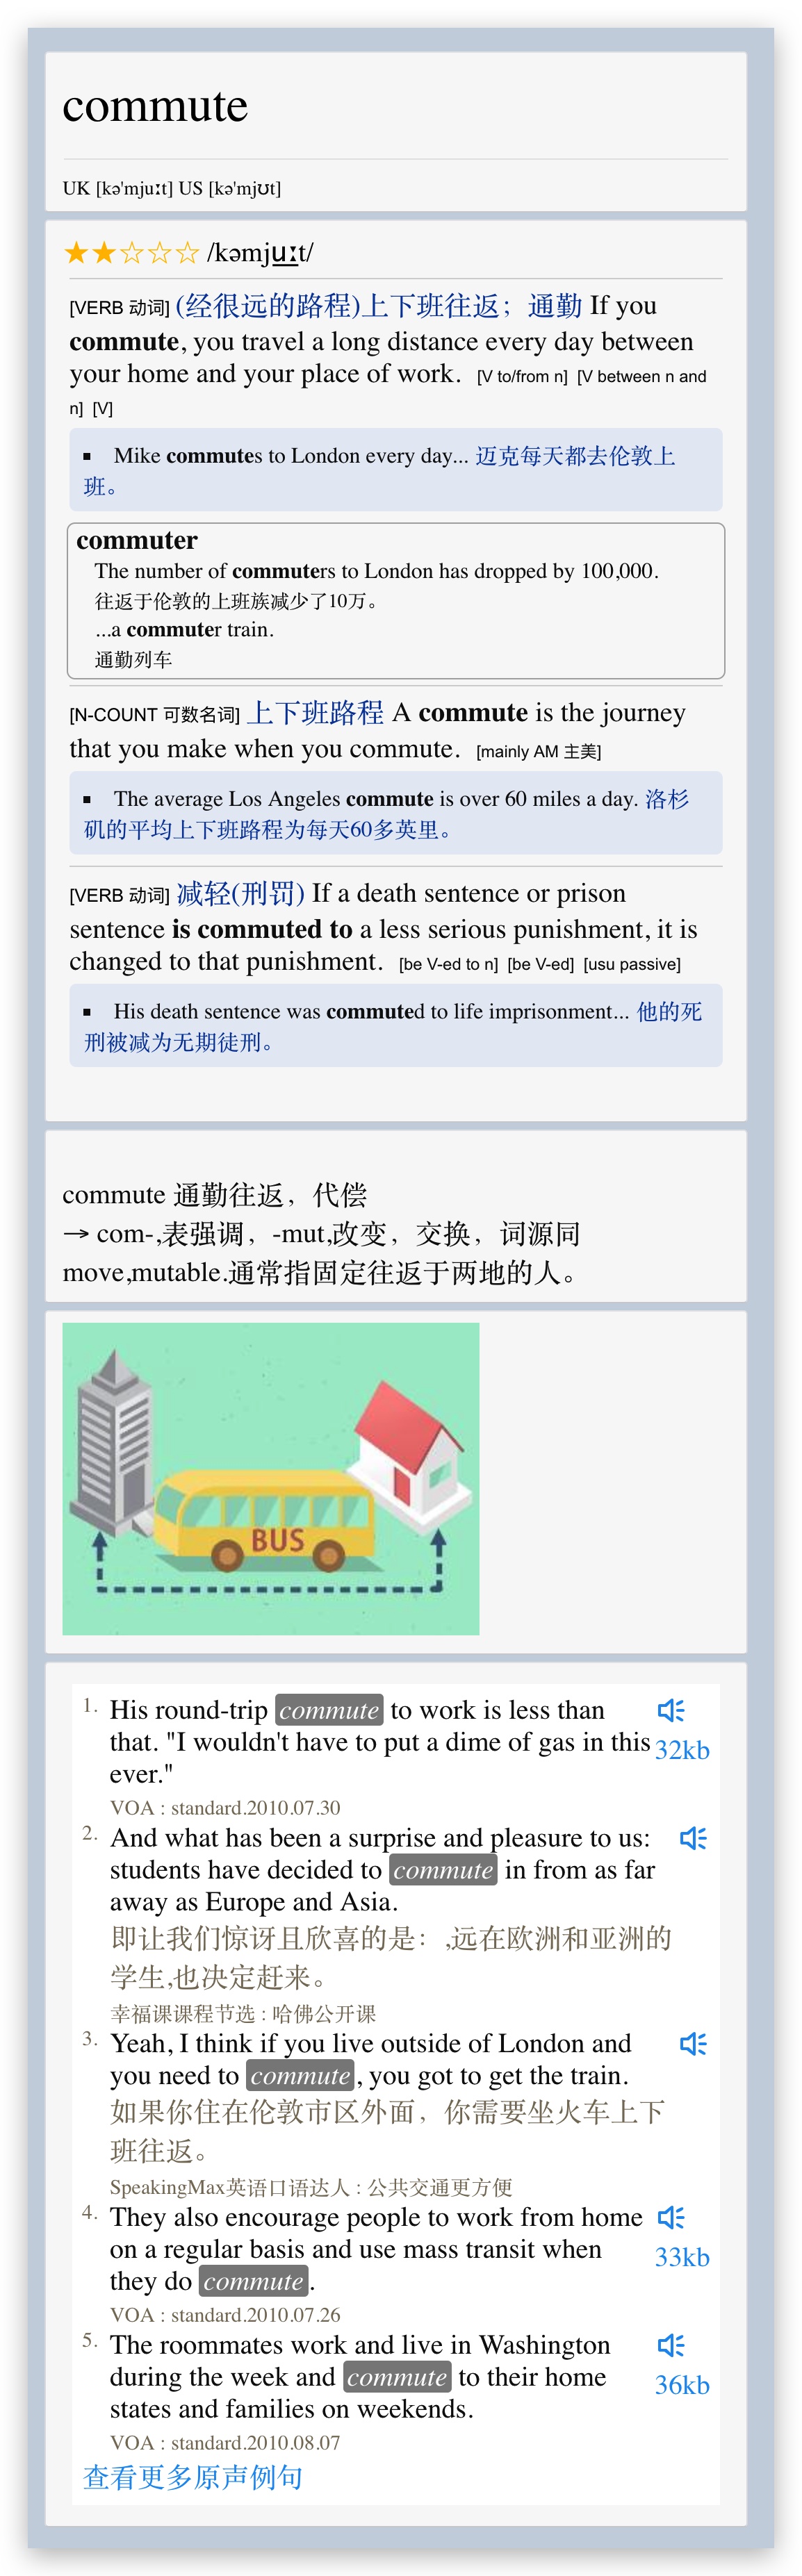 commute
UK [kə'mjuːt] US [kə'mjʊt]
★★☆☆☆ /kəmjuːt/
[VERB 动词] (经很远的路程)上下班往返；通勤 If you
commute, you travel a long distance every day between
your home and your place of work. [V to/from n] [V between n and
n] [V]
▪ Mike commutes to London every day... 迈克每天都去伦敦上
班。
commuter
The number of commuters to London has dropped by 100,000.
往返于伦敦的上班族减少了10万。
...a commuter train.
通勤列车
[N-COUNT 可数名词] 上下班路程 A commute is the journey
that you make when you commute. [mainly AM 主美]
▪ The average Los Angeles commute is over 60 miles a day. 洛杉
矶的平均上下班路程为每天60多英里。
[VERB 动词] 减轻(刑罚) If a death sentence or prison
sentence is commuted to a less serious punishment, it is
changed to that punishment. [be V-ed to n] [be V-ed] [usu passive]
▪ His death sentence was commuted to life imprisonment... 他的死
刑被减为无期徒刑。
commute 通勤往返，代偿
→ com-,表强调，-mut,改变，交换，词源同
move,mutable.通常指固定往返于两地的人。
BUS
1. His round-trip commute to work is less than
that. "I wouldn't have to put a dime of gas in this 32kb
ever."
VOA : standard.2010.07.30
2. And what has been a surprise and pleasure to us:
students have decided to commute in from as far
away as Europe and Asia.
即让我们惊讶且欣喜的是：,远在欧洲和亚洲的
学生,也决定赶来。
幸福课课程节选 : 哈佛公开课
3. Yeah, I think if you live outside of London and
you need to commute, you got to get the train.
如果你住在伦敦市区外面，你需要坐火车上下
班往返。
SpeakingMax英语口语达人 : 公共交通更方便
4. They also encourage people to work from home
on a regular basis and use mass transit when 33kb
they do commute.
VOA : standard.2010.07.26
5. The roommates work and live in Washington
during the week and commute to their home 36kb
states and families on weekends.
VOA : standard.2010.08.07
查看更多原声例句